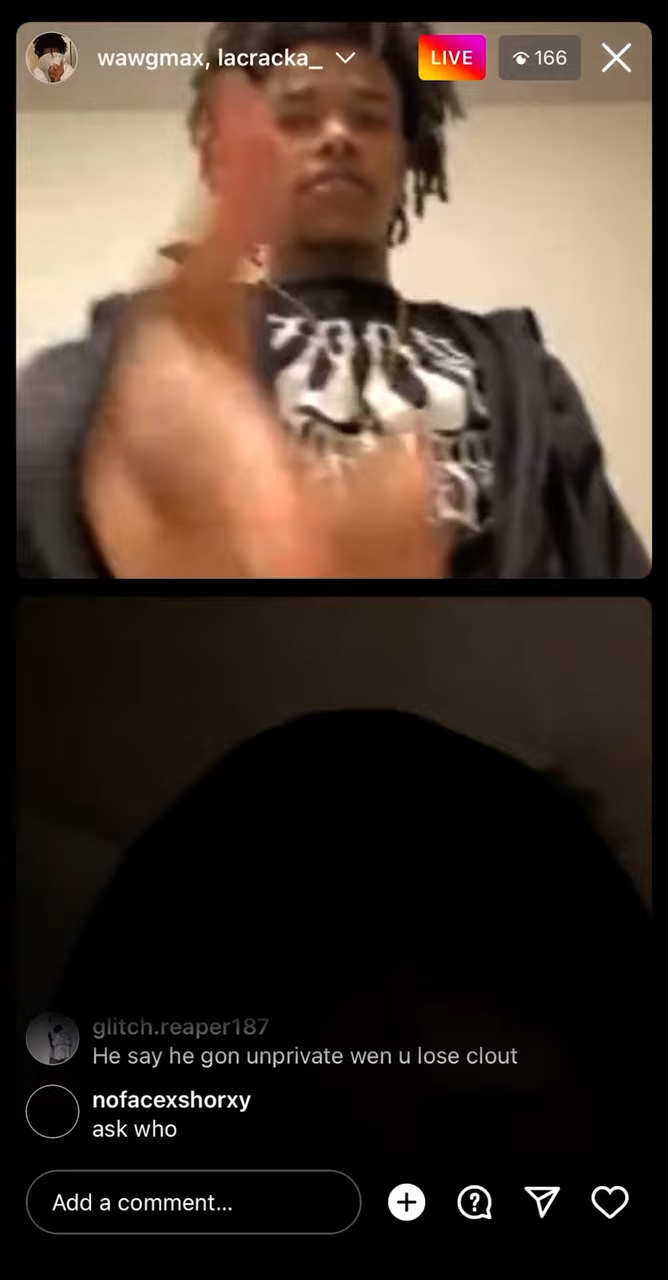 wawgmax, lacracka_
LIVE
166
glitch.reaper187
He say he gon unprivate wen u lose clout
nofacexshorxy
ask who
Add a comment...